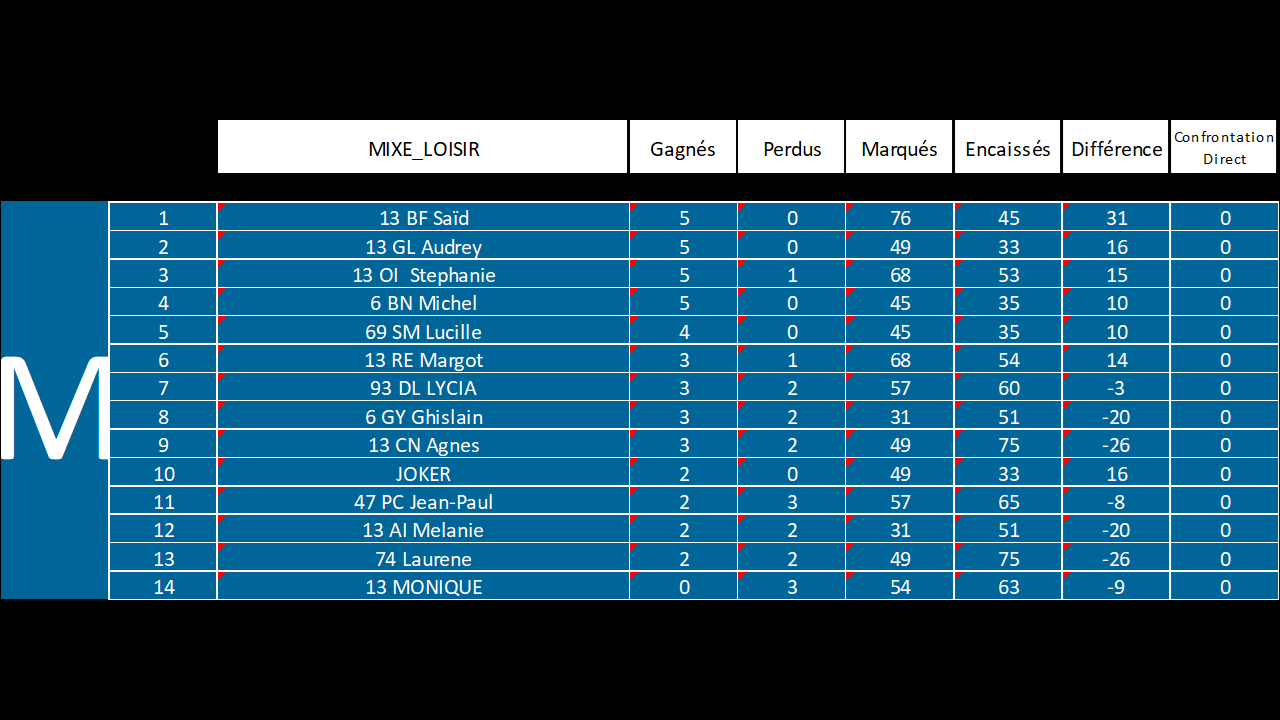 MIXE_LOISIR Gagnés Perdus Marqués Encaissés Différence Confrontation Direct
1 13 BF Saïd 5 0 76 45 31 0
2 13 GL Audrey 5 0 49 33 16 0
3 13 OI  Stephanie 5 1 68 53 15 0
4 6 BN Michel 5 0 45 35 10 0
5 69 SM Lucille 4 0 45 35 10 0
6 13 RE Margot 3 1 68 54 14 0
7 93 DL LYCIA 3 2 57 60 -3 0
8 6 GY Ghislain 3 2 31 51 -20 0
9 13 CN Agnes 3 2 49 75 -26 0
10 JOKER 2 0 49 33 16 0
11 47 PC Jean-Paul 2 3 57 65 -8 0
12 13 AI Melanie 2 2 31 51 -20 0
13 74 Laurene 2 2 49 75 -26 0
14 13 MONIQUE 0 3 54 63 -9 0
M